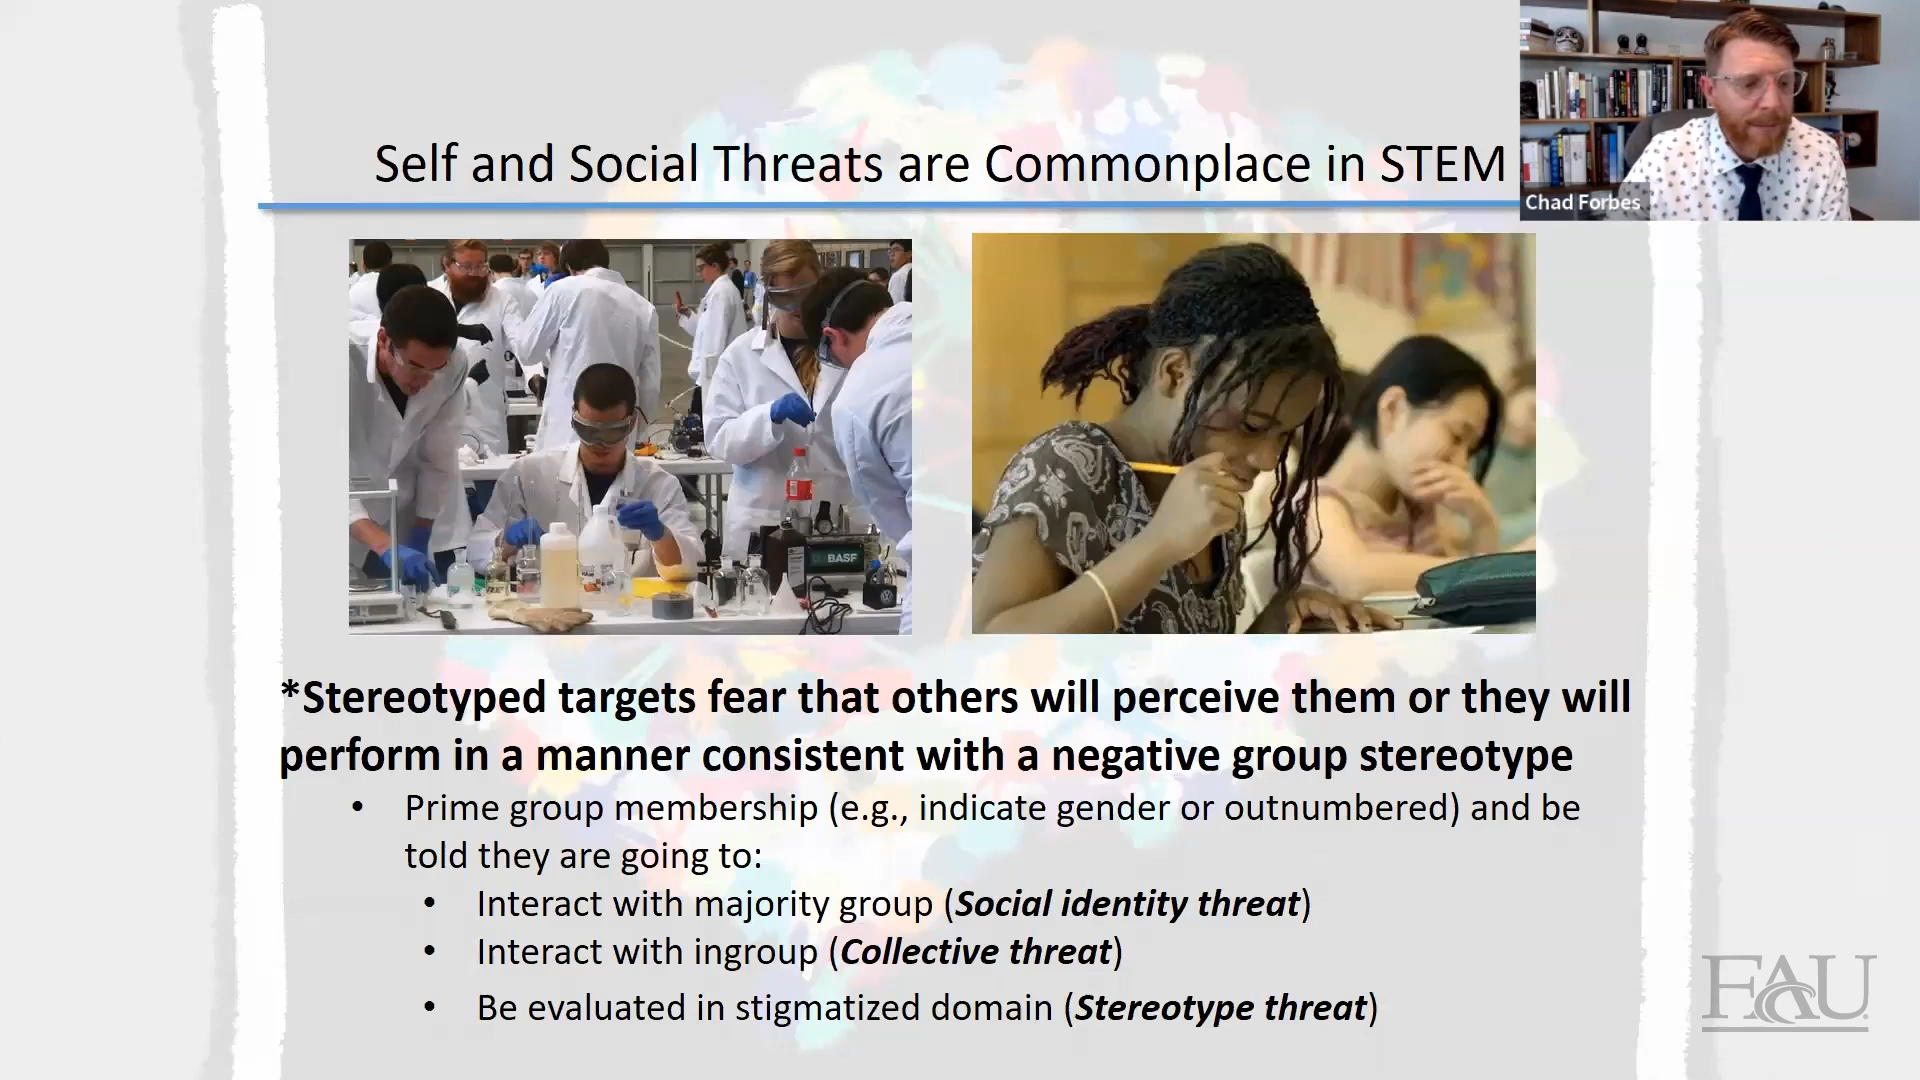 Self and Social Threats are Commonplace in STEM
Chad Forbes
BASF
*Stereotyped targets fear that others will perceive them or they will
perform in a manner consistent with a negative group stereotype
• Prime group membership (e.g., indicate gender or outnumbered) and be
told they are going to:
• Interact with majority group (Social identity threat)
• Interact with ingroup (Collective threat)
• Be evaluated in stigmatized domain (Stereotype threat)
FAU